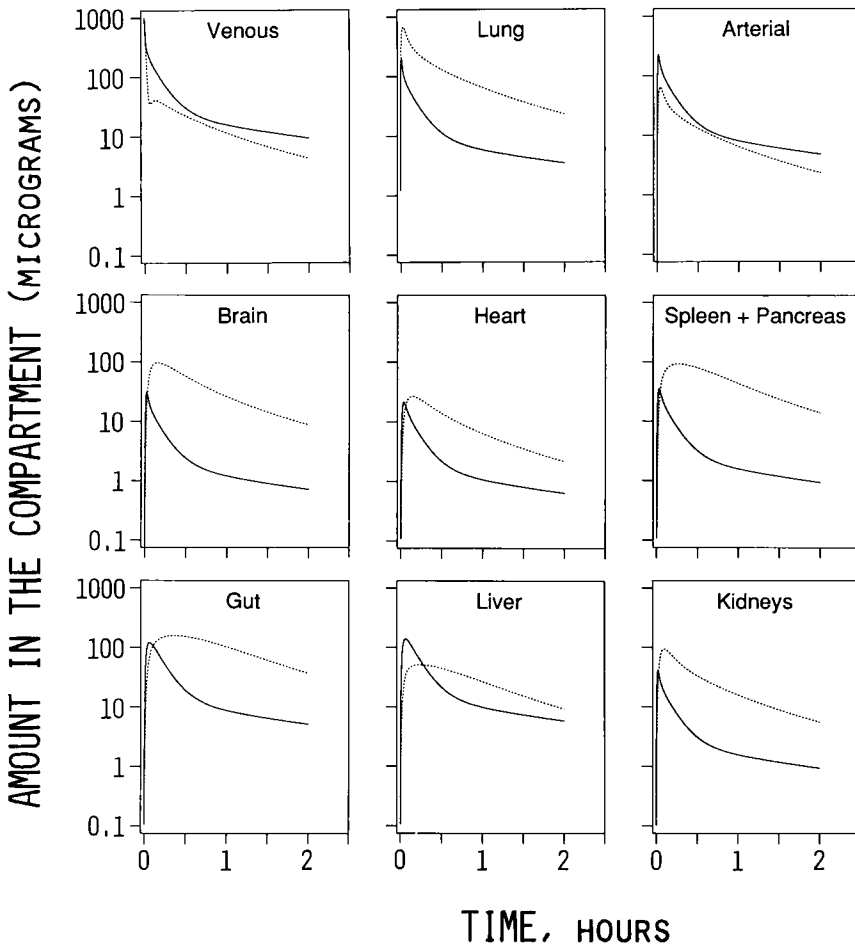 AMOUNT IN THE COMPARTMENT (MICROGRAMS)
Venous
Lung
Arterial
1000
100
10
1
0.1
Brain
Heart
Spleen + Pancreas
1000
100
10
1
0.1
Gut
Liver
Kidneys
1000
100
10
1
0.1
0 1 2
0 1 2
0 1 2
TIME, HOURS